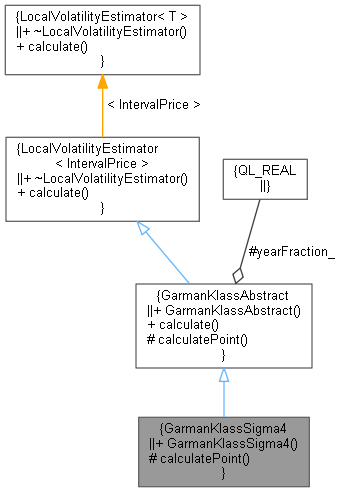 {LocalVolatilityEstimator< T >
||+ ~LocalVolatilityEstimator()
+ calculate()
}
< IntervalPrice >
{LocalVolatilityEstimator
< IntervalPrice >
||+ ~LocalVolatilityEstimator()
+ calculate()
}
{QL_REAL
||}
#yearFraction_
{GarmanKlassAbstract
||+ GarmanKlassAbstract()
+ calculate()
# calculatePoint()
}
{GarmanKlassSigma4
||+ GarmanKlassSigma4()
# calculatePoint()
}